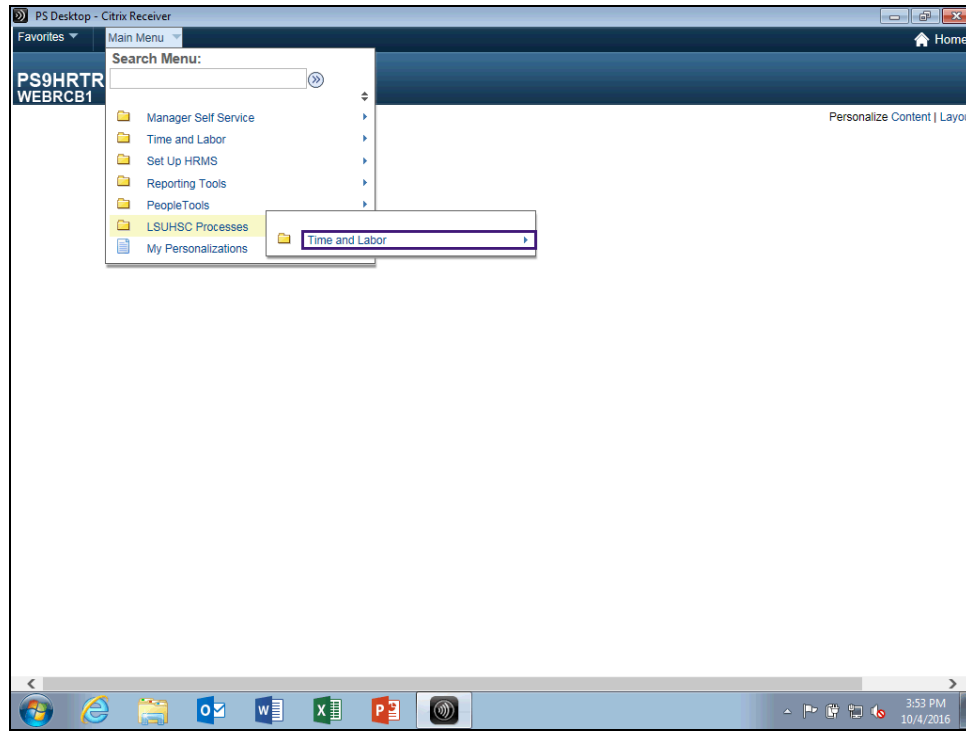 PS Desktop - Citrix Receiver
Favorites
Main Menu
Home
Search Menu:
PS9HRTR
WEBRCB1
Personalize Content | Layou
Manager Self Service
Time and Labor
Set Up HRMS
Reporting Tools
PeopleTools
LSUHSC Processes
Time and Labor
My Personalizations
3:53 PM
10/4/2016